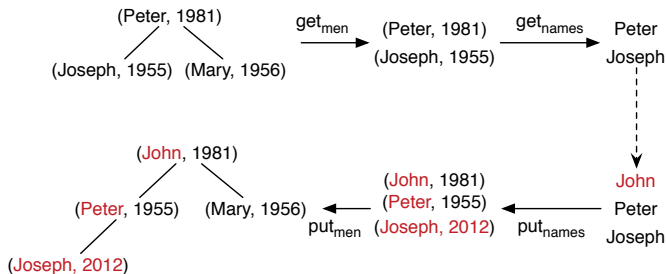 (Peter, 1981)
(Joseph, 1955) (Mary, 1956)
get_men
(Peter, 1981)
(Joseph, 1955)
get_names
Peter
Joseph
John
Peter
Joseph
put_names
(John, 1981)
(Peter, 1955)
(Joseph, 2012)
put_men
(John, 1981)
(Peter, 1955) (Mary, 1956)
(Joseph, 2012)